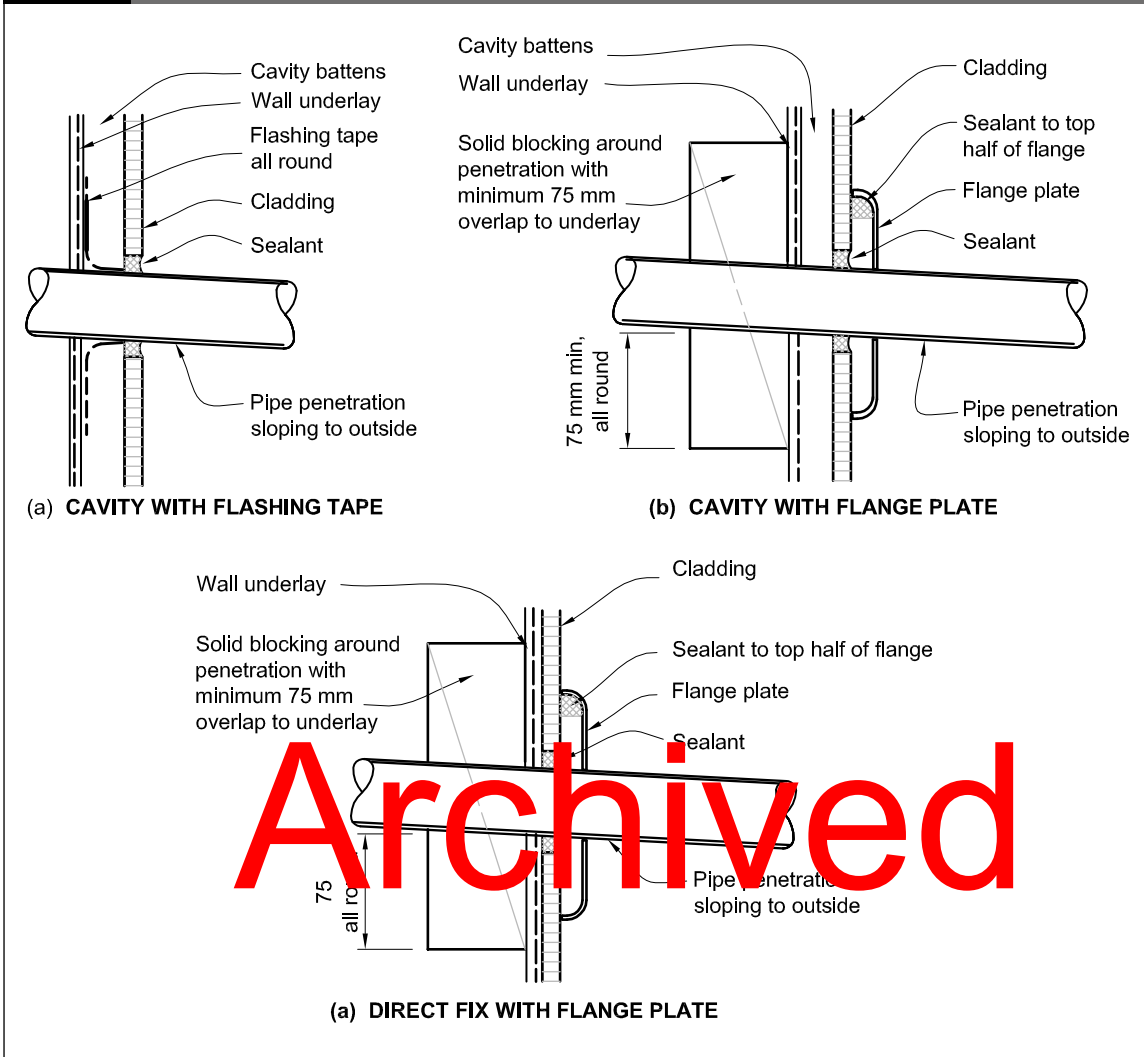 Cavity battens
Wall underlay
Flashing tape
all round
Cladding
Sealant
Pipe penetration
sloping to outside
(a) CAVITY WITH FLASHING TAPE
Cavity battens
Wall underlay
Solid blocking around
penetration with
minimum 75 mm
overlap to underlay
75 mm min,
all round
Cladding
Sealant to top
half of flange
Flange plate
Sealant
Pipe penetration
sloping to outside
(b) CAVITY WITH FLANGE PLATE
Wall underlay
Solid blocking around
penetration with
minimum 75 mm
overlap to underlay
75
all
Cladding
Sealant to top half of flange
Flange plate
Sealant
Pipe
sloping to outside
Archived
(a) DIRECT FIX WITH FLANGE PLATE